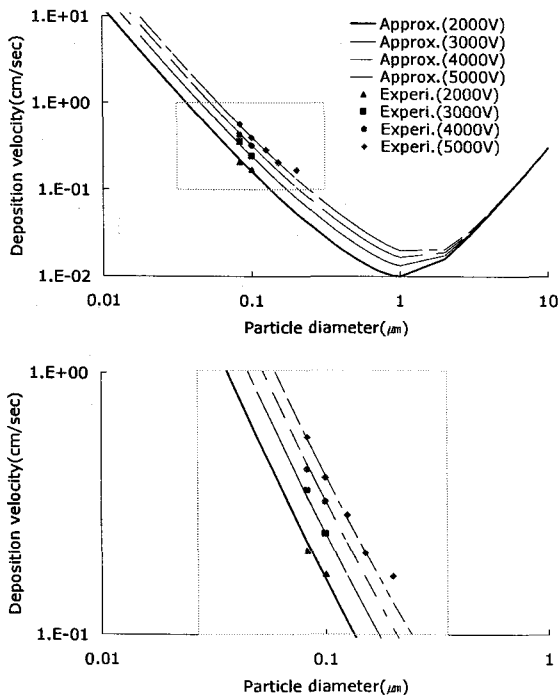 Deposition velocity(cm/sec)
1.E+01
1.E+00
1.E-01
1.E-02
0.01
0.1
1
10
Particle diameter(㎛)
Approx.(2000V)
Approx.(3000V)
Approx.(4000V)
Approx.(5000V)
Experi.(2000V)
Experi.(3000V)
Experi.(4000V)
Experi.(5000V)
Deposition velocity(cm/sec)
1.E+00
1.E-01
0.01
0.1
1
Particle diameter(㎛)